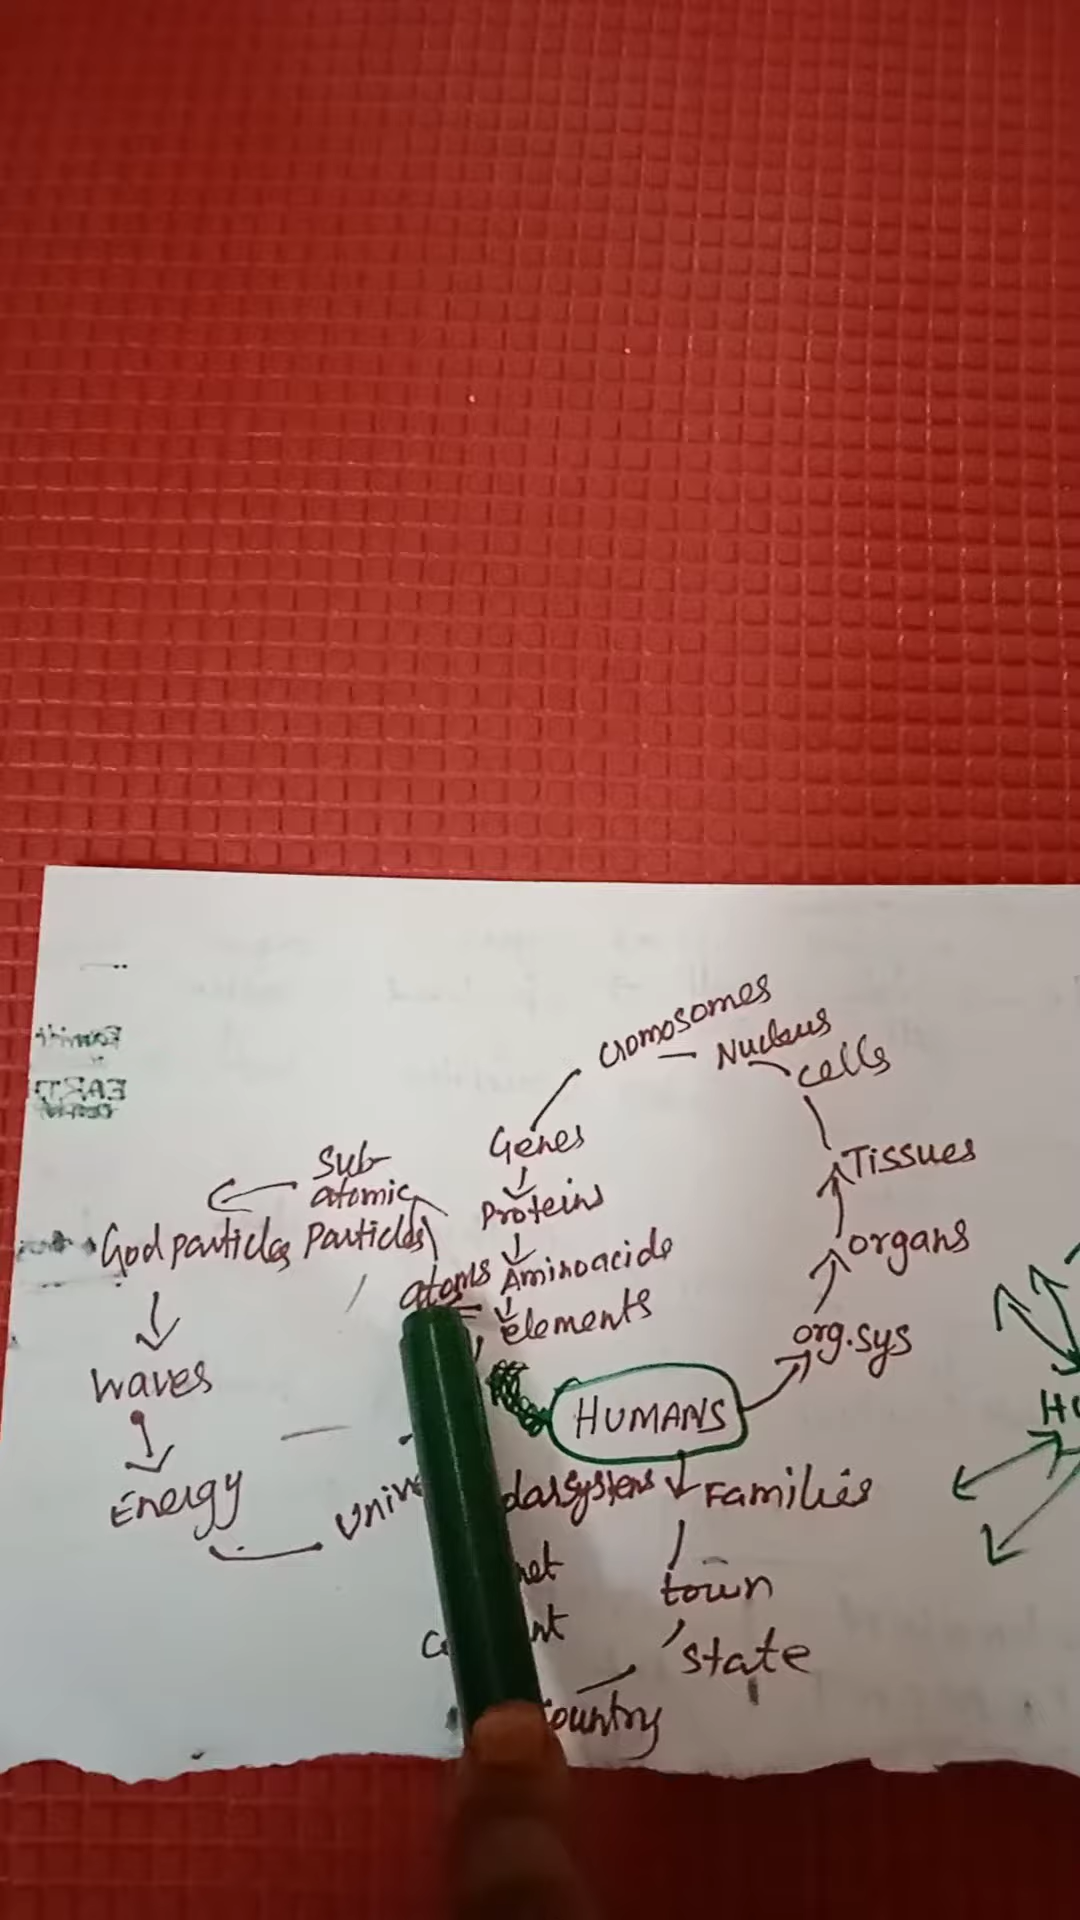 Cromosomes
Nucleus
cells
Genes
Tissues
Sub-
atomic
Particles
Proteins
God particles
organs
atoms
Aminoacids
elements
org.sys
waves
HUMANS
Energy
Families
town
state